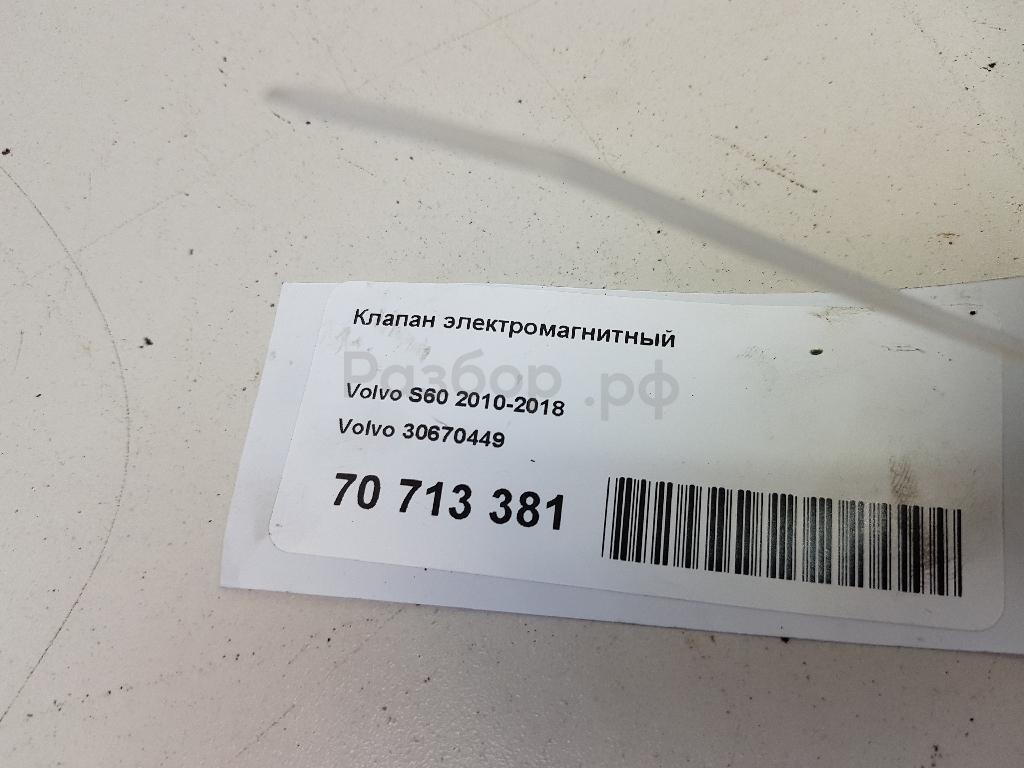 Клапан электромагнитный
Разбор.рф
Volvo S60 2010-2018
Volvo 30670449
70 713 381